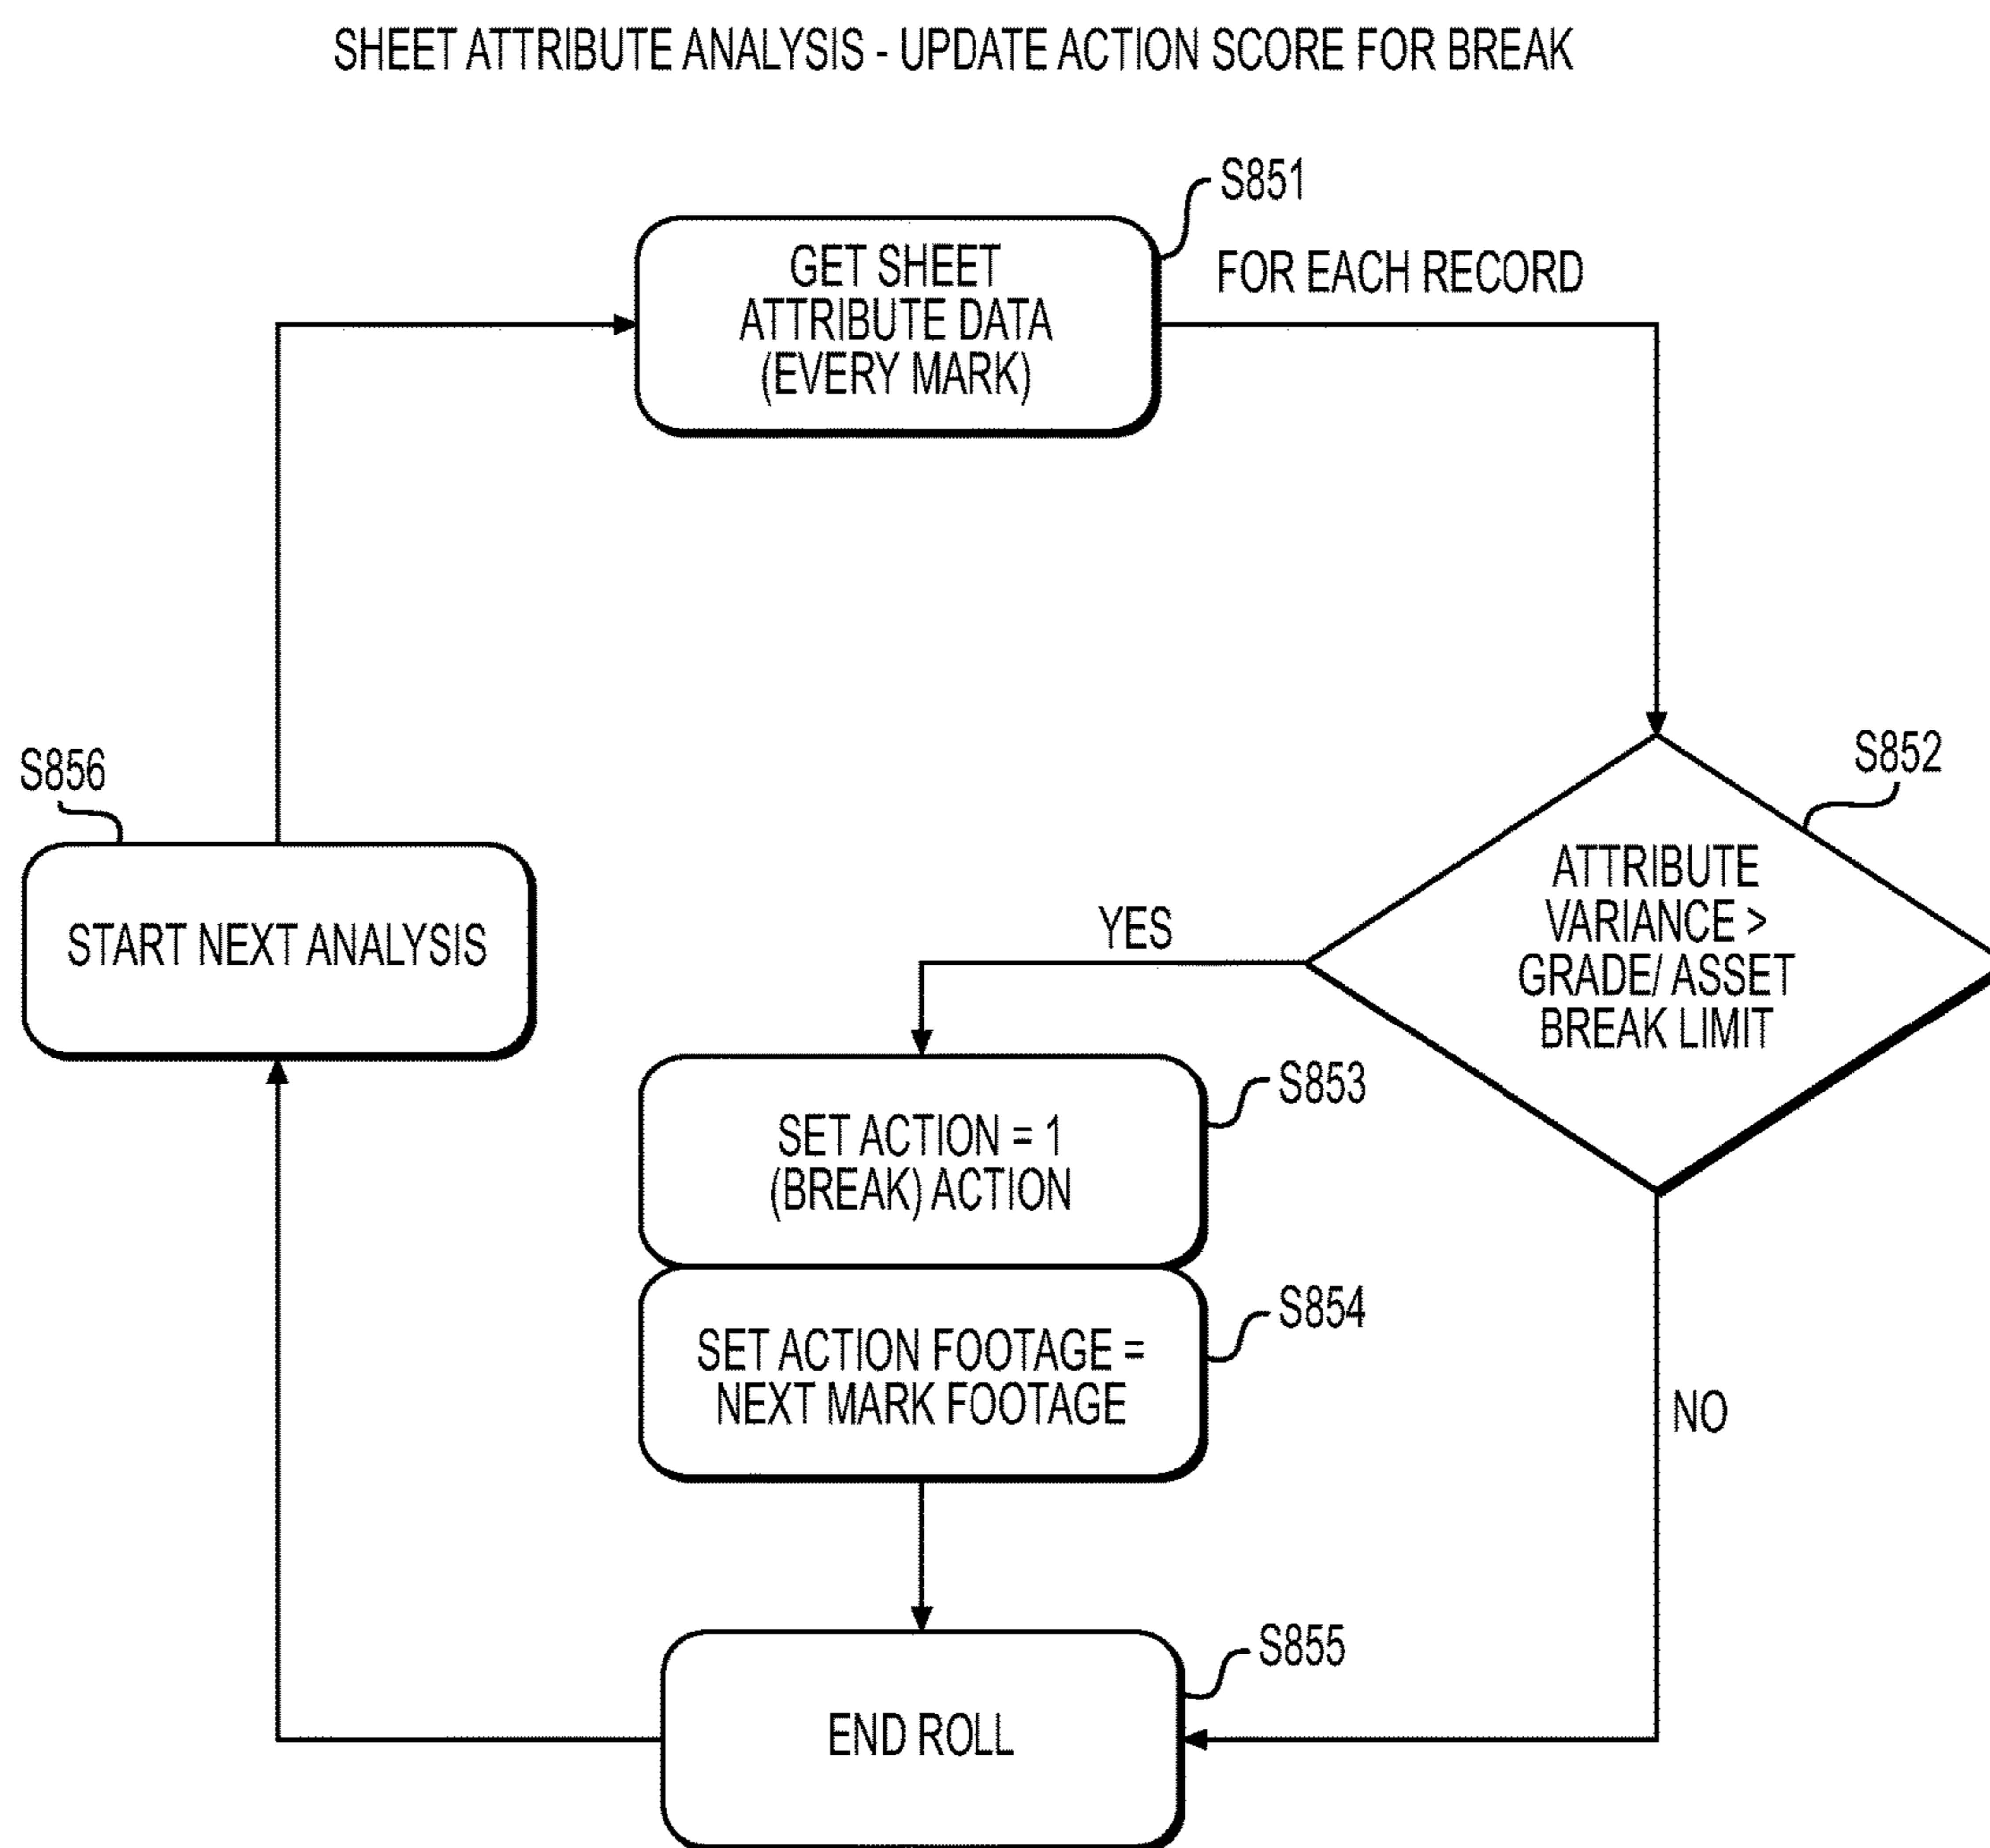 SHEET ATTRIBUTE ANALYSIS - UPDATE ACTION SCORE FOR BREAK
S851
GET SHEET
ATTRIBUTE DATA
(EVERY MARK)
FOR EACH RECORD
S856
START NEXT ANALYSIS
S852
ATTRIBUTE
VARIANCE >
GRADE/ ASSET
BREAK LIMIT
YES
S853
SET ACTION = 1
(BREAK) ACTION
S854
SET ACTION FOOTAGE =
NEXT MARK FOOTAGE
NO
S855
END ROLL